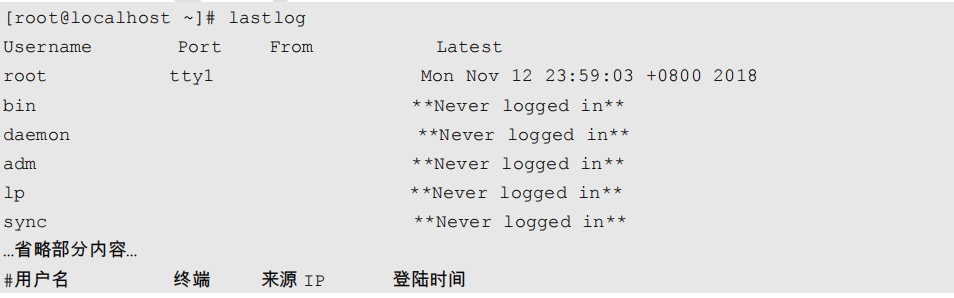 [root@localhost ~]# lastlog
Username Port From Latest
root tty1 Mon Nov 12 23:59:03 +0800 2018
bin **Never logged in**
daemon **Never logged in**
adm **Never logged in**
lp **Never logged in**
sync **Never logged in**
…省略部分内容…
#用户名 终端 来源 IP 登陆时间